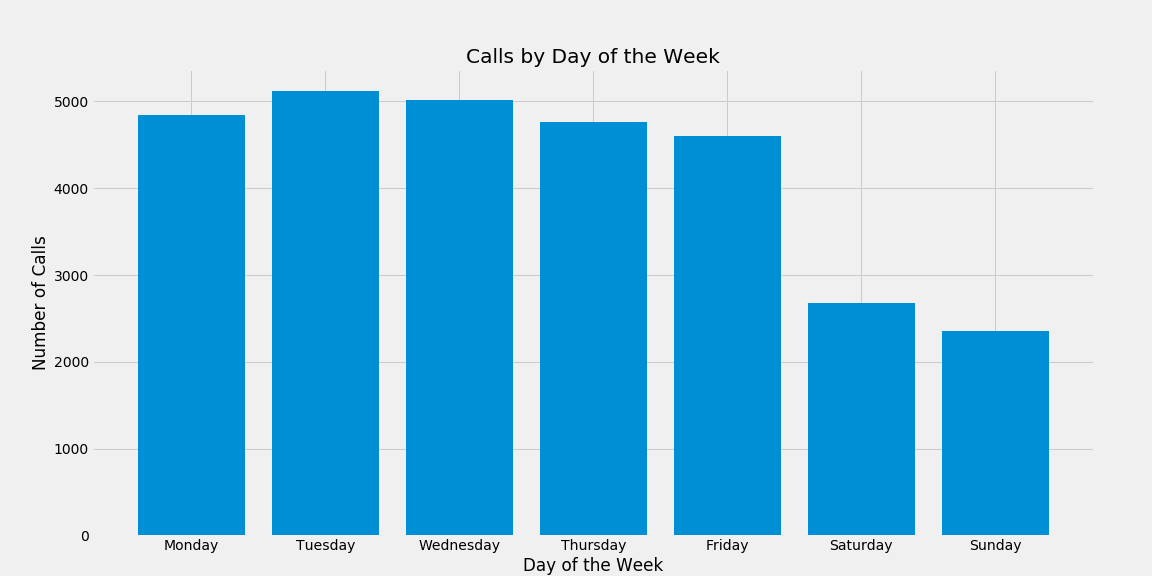 Calls by Day of the Week
Number of Calls
5000
4000
3000
2000
1000
0
Monday Tuesday Wednesday Thursday Friday Saturday Sunday
Day of the Week